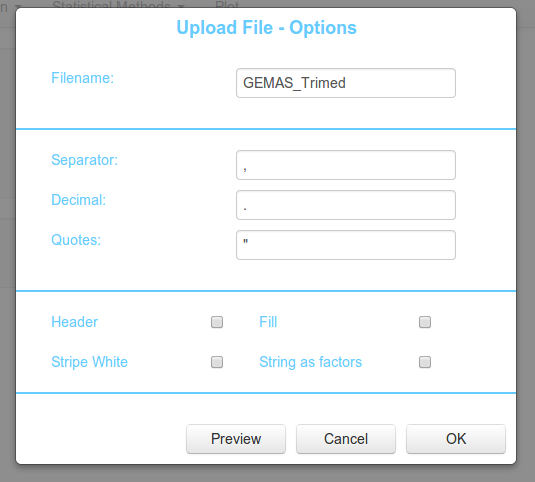 n Statistical Methods Plot
Upload File - Options
Filename: GEMAS_Trimed
Separator: ,
Decimal: .
Quotes: "
Header Fill
Stripe White String as factors
Preview Cancel OK